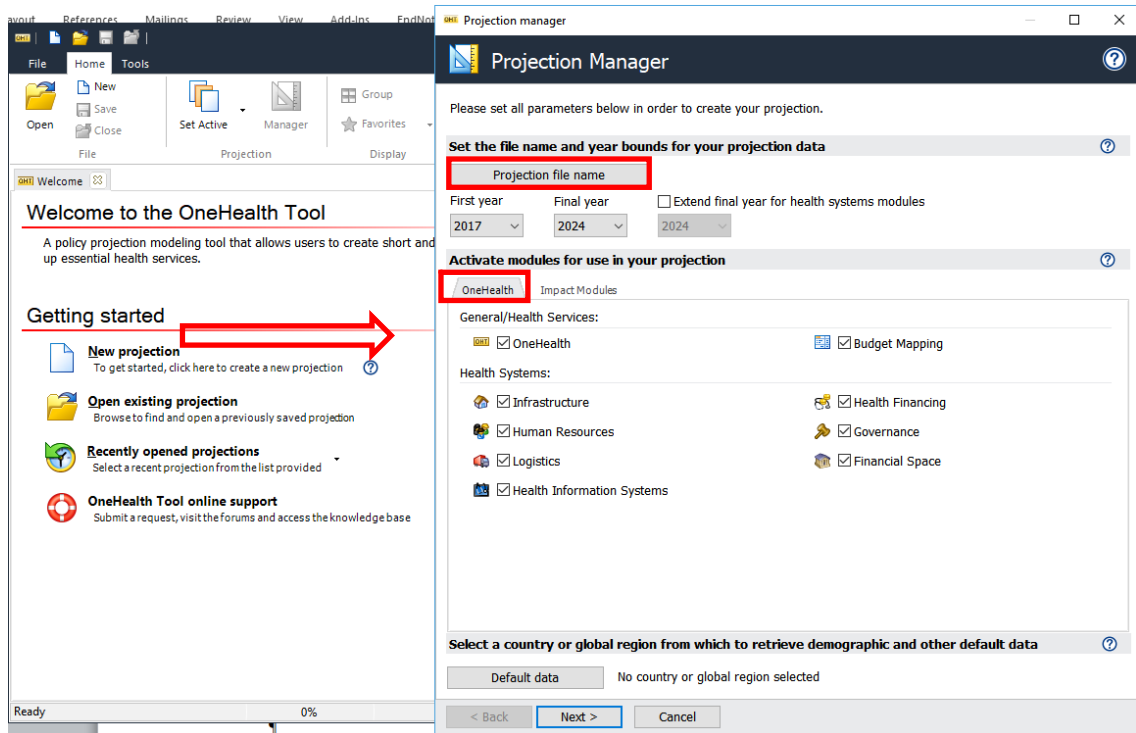 References Mailings Review View Add-Ins
OHT
File Home Tools
Open
New
Save
Close
Set Active
Manager
Group
Favorites
File
Projection
Display
OHT Welcome
Welcome to the OneHealth Tool
A policy projection modeling tool that allows users to create short and
up essential health services.
Getting started
New projection
To get started, click here to create a new projection
Open existing projection
Browse to find and open a previously saved projection
Recently opened projections
Select a recent projection from the list provided
OneHealth Tool online support
Submit a request, visit the forums and access the knowledge base
Ready 0%
OHT Projection manager
Projection Manager
Please set all parameters below in order to create your projection.
Set the file name and year bounds for your projection data
Projection file name
First year Final year Extend final year for health systems modules
2017 2024 2024
Activate modules for use in your projection
OneHealth Impact Modules
General/Health Services:
OHT OneHealth Budget Mapping
Health Systems:
Infrastructure Health Financing
Human Resources Governance
Logistics Financial Space
Health Information Systems
Select a country or global region from which to retrieve demographic and other default data
Default data No country or global region selected
< Back Next > Cancel